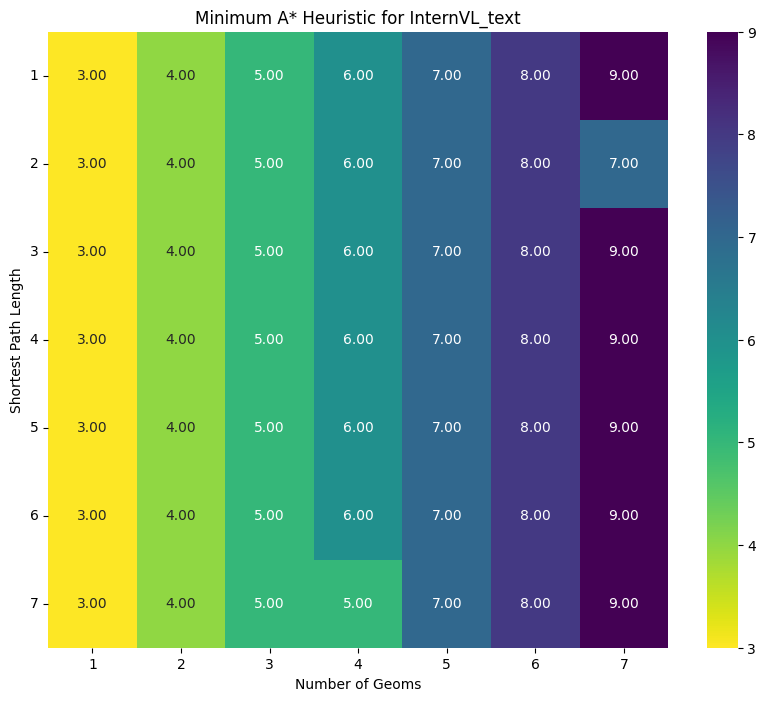 Minimum A* Heuristic for InternVL_text
1 3.00 4.00 5.00 6.00 7.00 8.00 9.00
2 3.00 4.00 5.00 6.00 7.00 8.00 7.00
3 3.00 4.00 5.00 6.00 7.00 8.00 9.00
4 3.00 4.00 5.00 6.00 7.00 8.00 9.00
5 3.00 4.00 5.00 6.00 7.00 8.00 9.00
6 3.00 4.00 5.00 6.00 7.00 8.00 9.00
7 3.00 4.00 5.00 5.00 7.00 8.00 9.00
1 2 3 4 5 6 7
Number of Geoms
Shortest Path Length
9
8
7
6
5
4
3